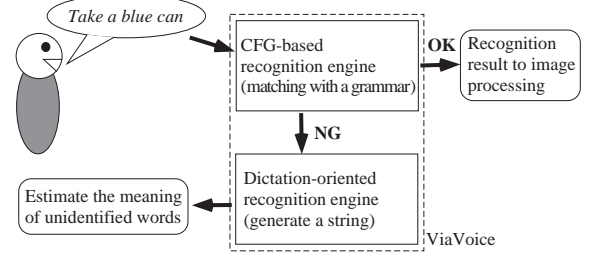 Take a blue can
CFG-based
recognition engine
(matching with a grammar)
OK
Recognition
result to image
processing
NG
Dictation-oriented
recognition engine
(generate a string)
Estimate the meaning
of unidentified words
ViaVoice